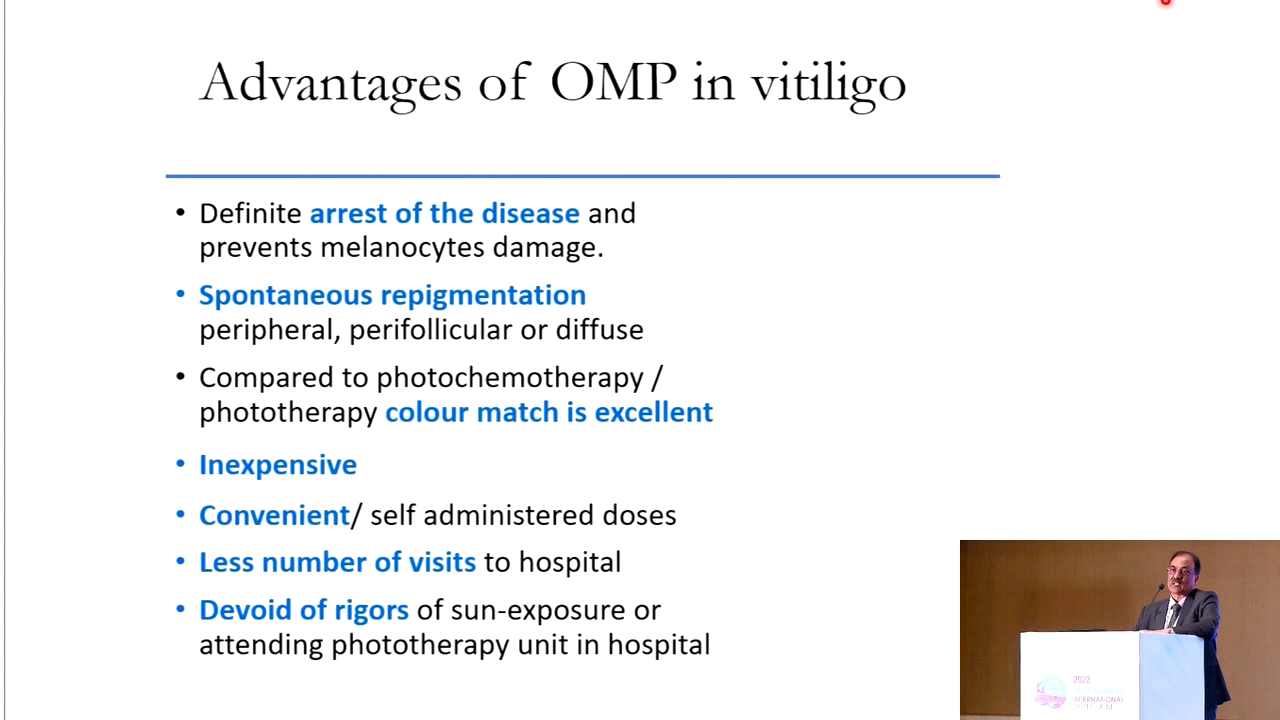 Advantages of OMP in vitiligo
• Definite arrest of the disease and
prevents melanocytes damage.
• Spontaneous repigmentation
peripheral, perifollicular or diffuse
• Compared to photochemotherapy /
phototherapy colour match is excellent
• Inexpensive
• Convenient/ self administered doses
• Less number of visits to hospital
• Devoid of rigors of sun-exposure or
attending phototherapy unit in hospital
2022
INTERNATIONAL